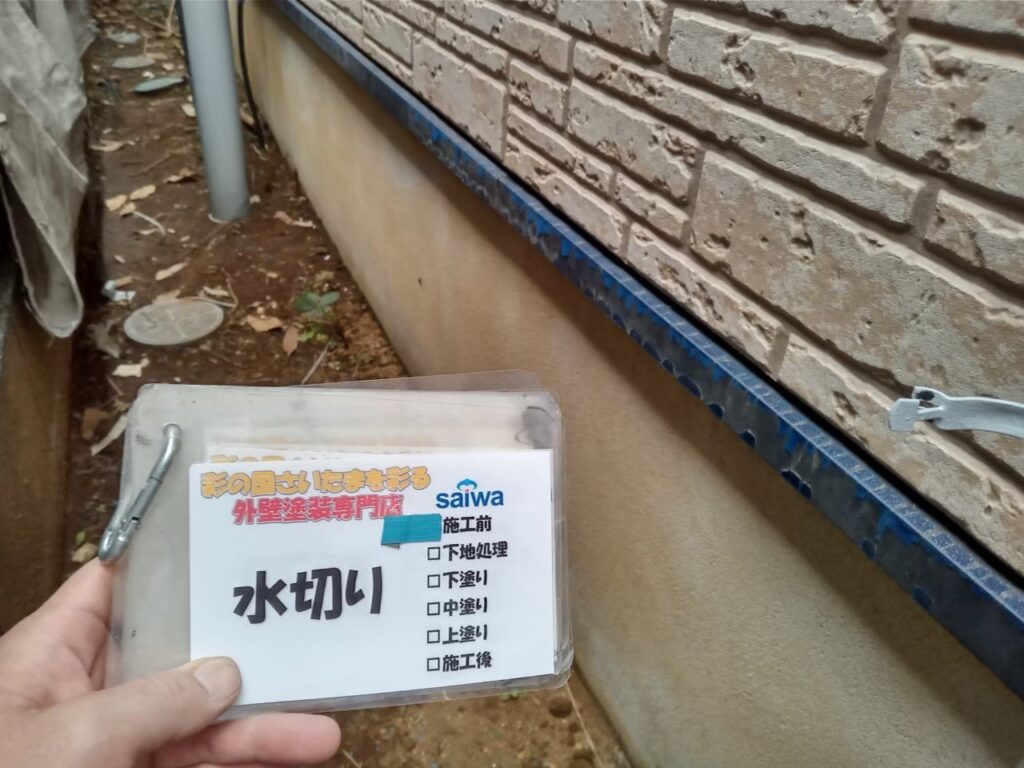 彩の国さいたまを彩る
外壁塗装専門店
saiwa
施工前
□下地処理
水切り
□下塗り
□中塗り
□上塗り
□施工後